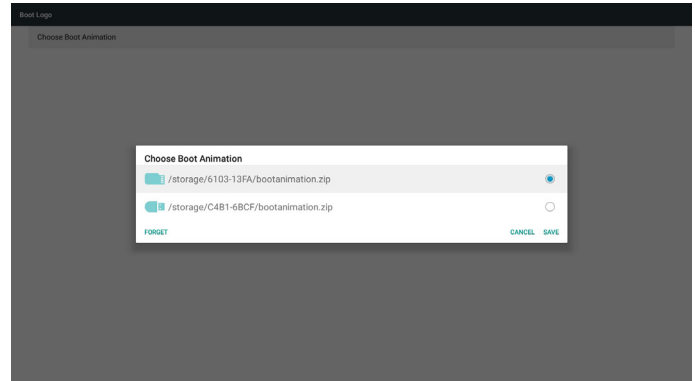 Boot Logo
Choose Boot Animation
Choose Boot Animation
/storage/6103-13FA/bootanimation.zip
/storage/C4B1-6BCF/bootanimation.zip
FORGET CANCEL SAVE